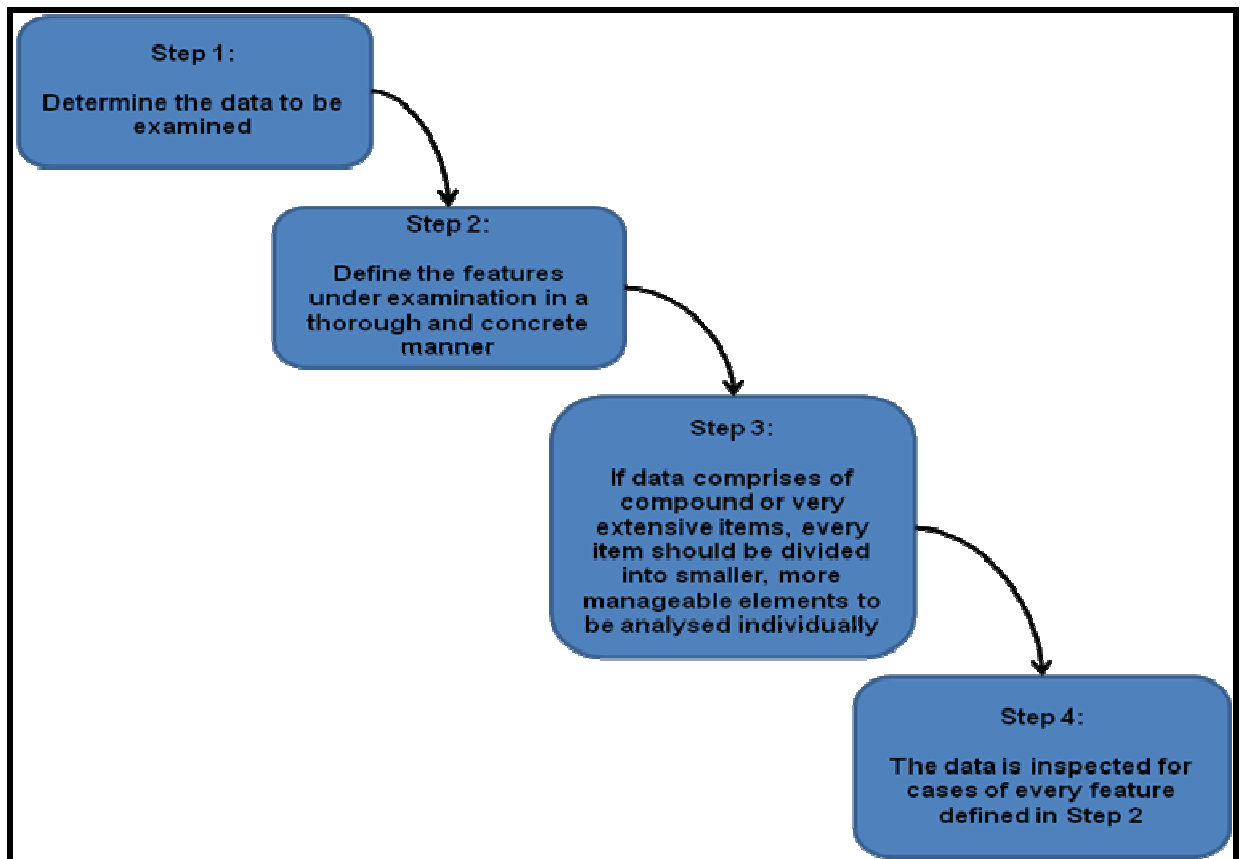 Step 1:
Determine the data to be
examined
Step 2:
Define the features
under examination in a
thorough and concrete
manner
Step 3:
If data comprises of
compound or very
extensive items, every
item should be divided
into smaller, more
manageable elements to
be analysed individually
Step 4:
The data is inspected for
cases of every feature
defined in Step 2